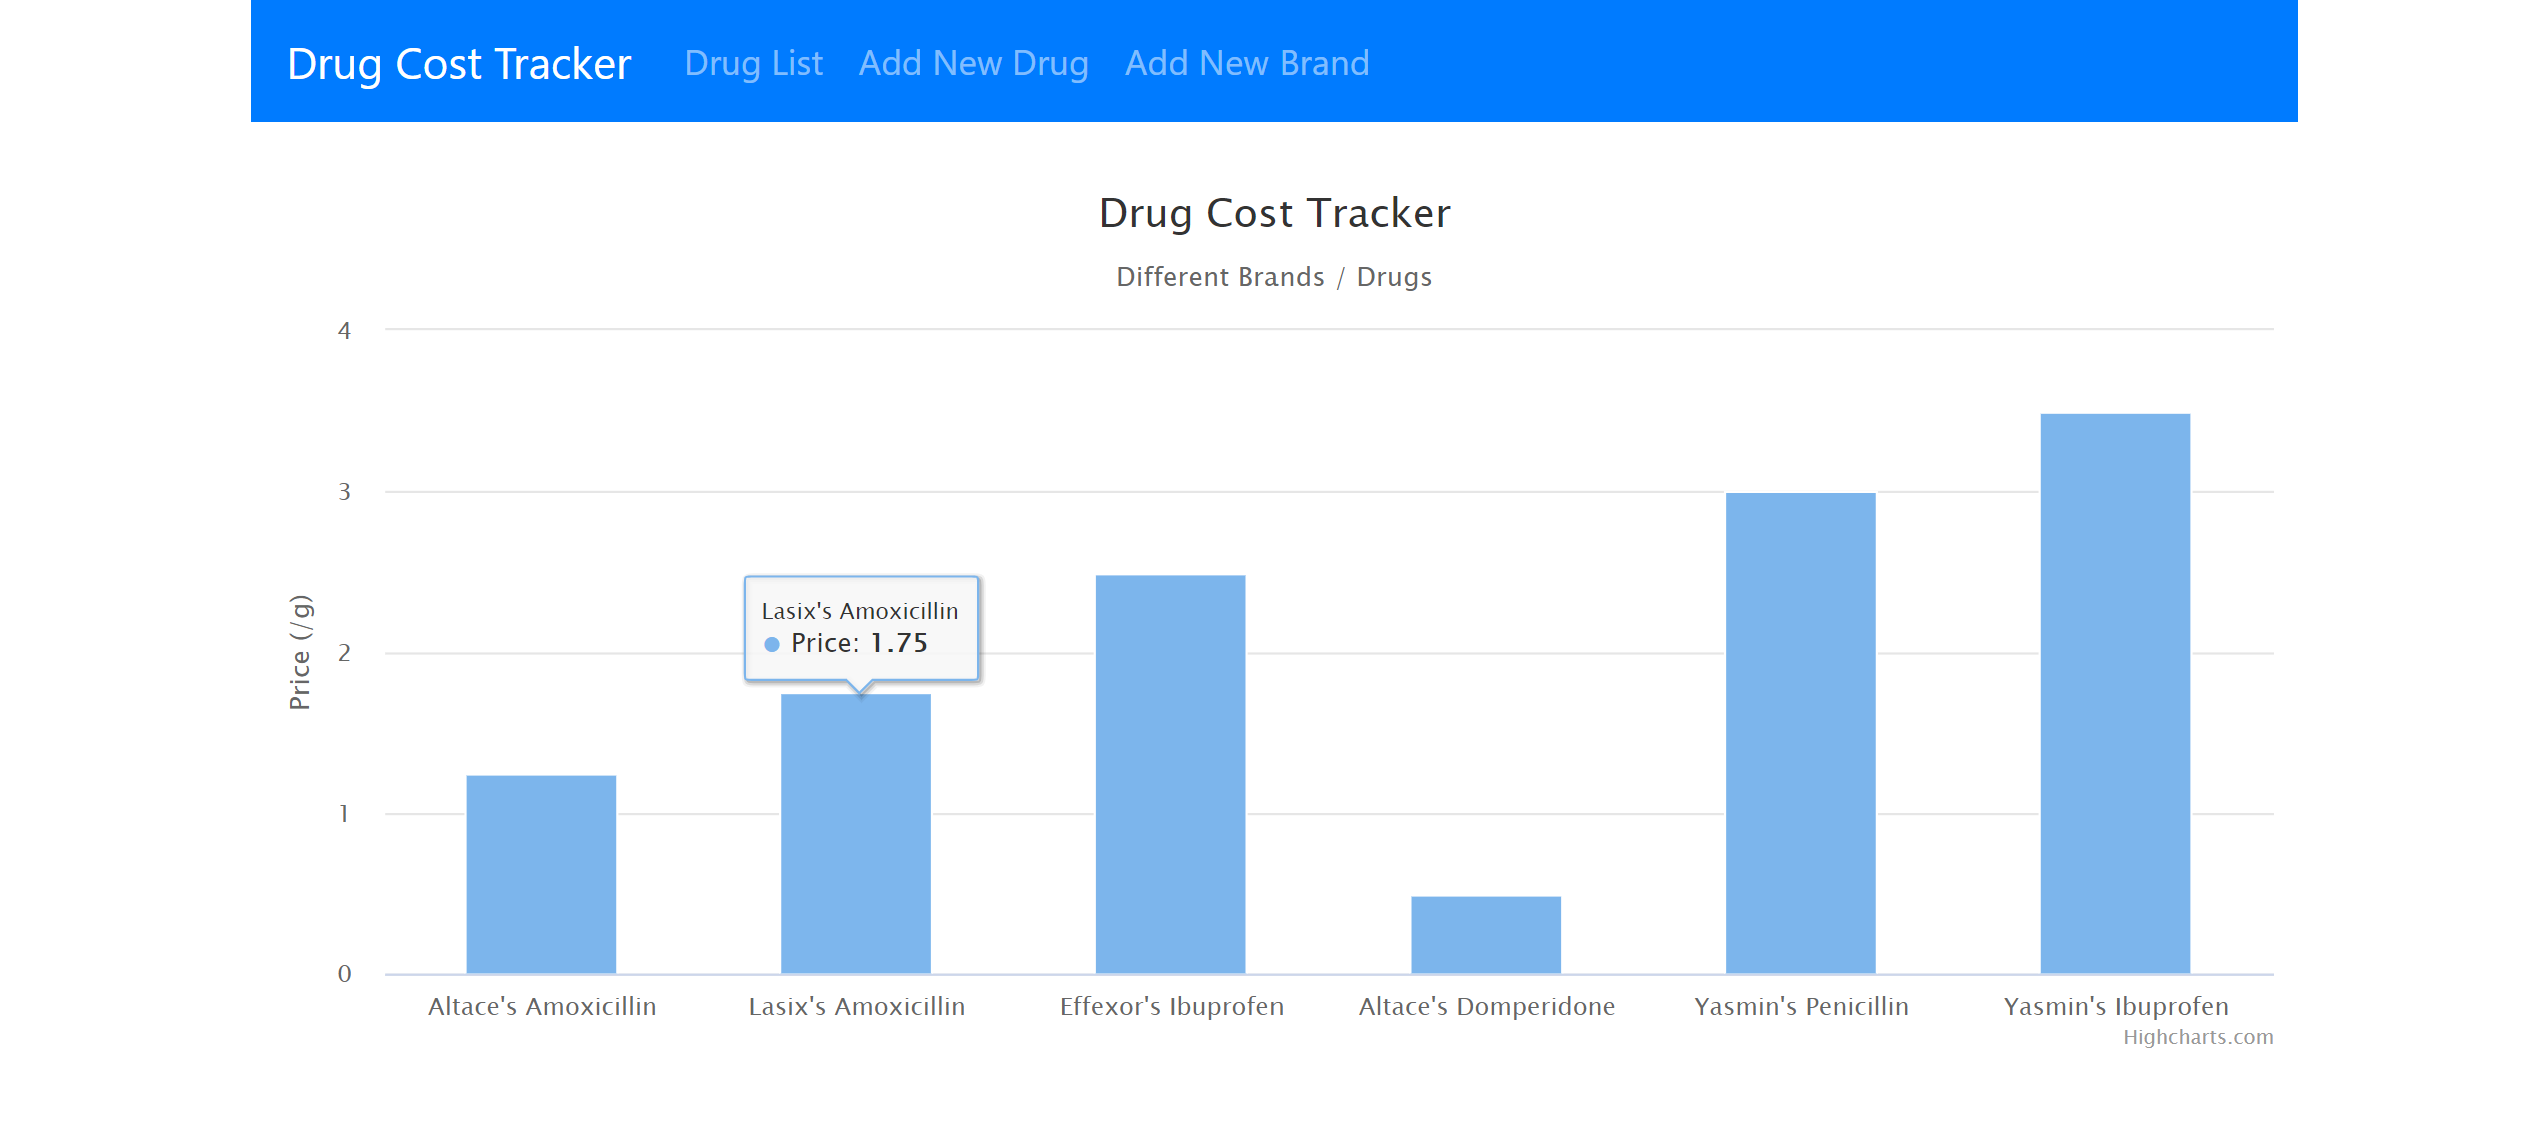 Drug Cost Tracker Drug List Add New Drug Add New Brand
Drug Cost Tracker
Different Brands / Drugs
Price (/g)
4
3
2
1
0
Lasix's Amoxicillin
Price: 1.75
Altace's Amoxicillin Lasix's Amoxicillin Effexor's Ibuprofen Altace's Domperidone Yasmin's Penicillin Yasmin's Ibuprofen
Highcharts.com